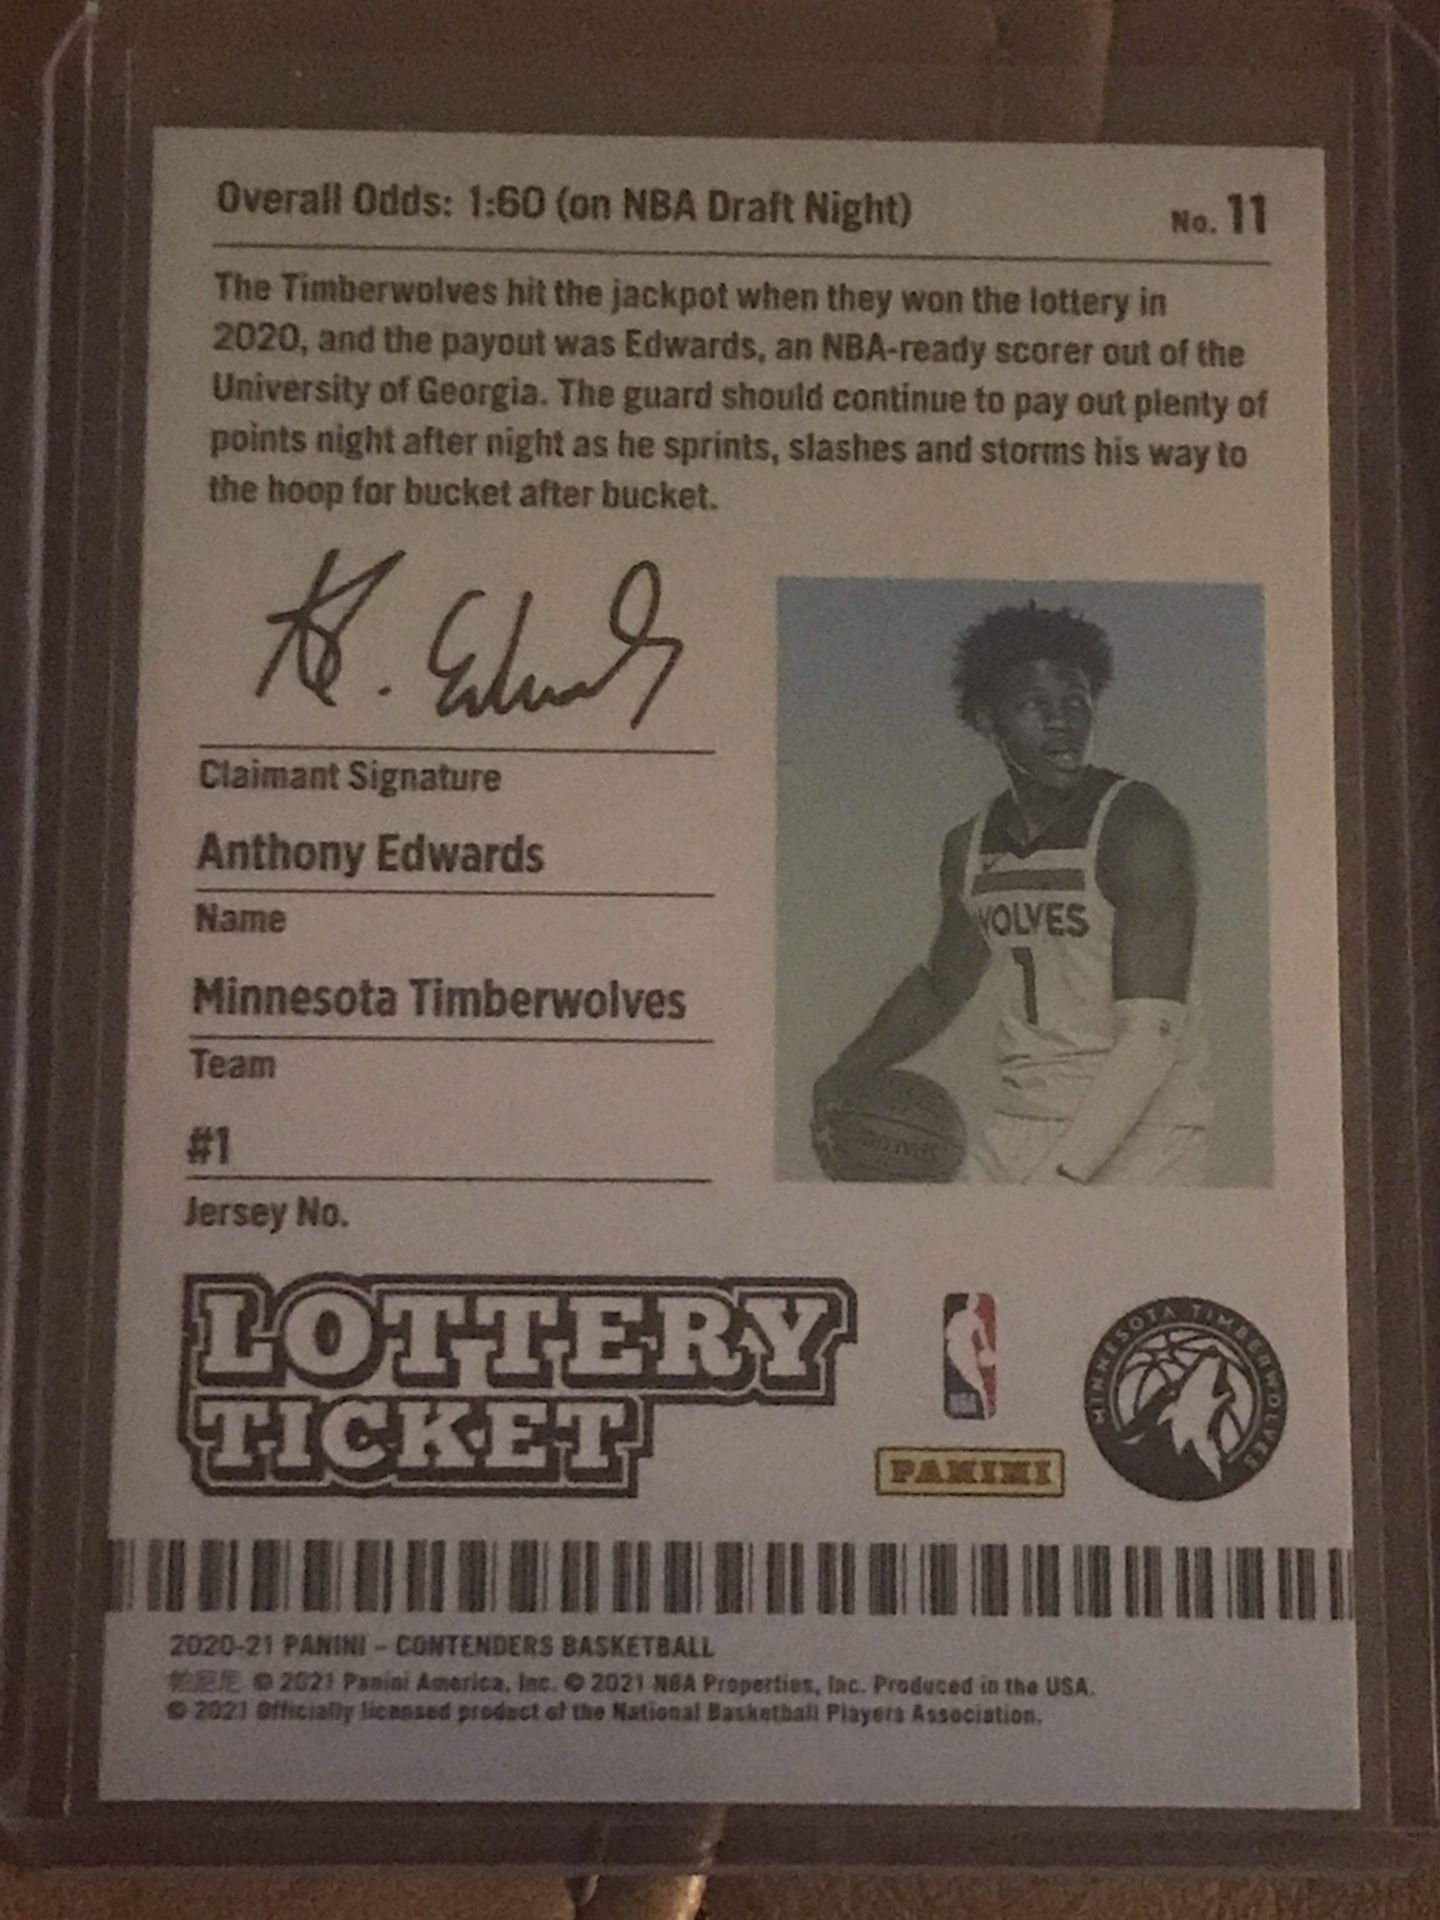 Overall Odds: 1:60 (on NBA Draft Night)
No. 11
The Timberwolves hit the jackpot when they won the lottery in
2020, and the payout was Edwards, an NBA-ready scorer out of the
University of Georgia. The guard should continue to pay out plenty of
points night after night as he sprints, slashes and storms his way to
the hoop for bucket after bucket.
A. Edwards
Claimant Signature
Anthony Edwards
Name
Minnesota Timberwolves
Team
#1
Jersey No.
WOLVES
1
SPALDING
LOTTERY
TICKET
NBA
PANINI
MINNESOTA TIMBERWOLVES
2020-21 PANINI – CONTENDERS BASKETBALL
帕尼尼 © 2021 Panini America, Inc. © 2021 NBA Properties, Inc. Produced in the USA.
© 2021 Officially licensed product of the National Basketball Players Association.